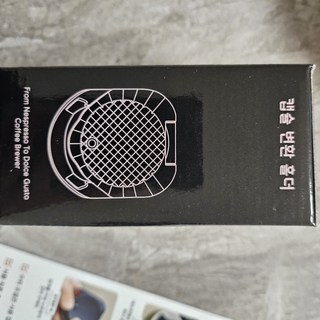 캡슐 변환 홀더
From Nespresso To Dolce Gusto
Coffee Brewer